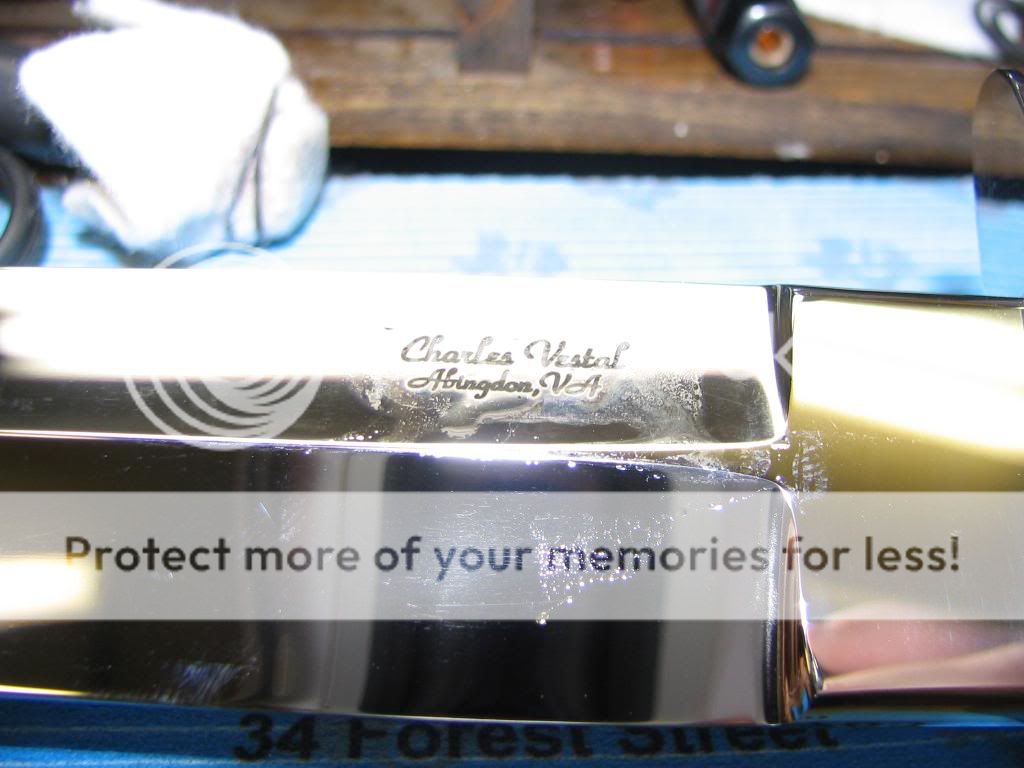 Charles Vestal
Abingdon, VA
Protect more of your memories for less!
34 Forest Street